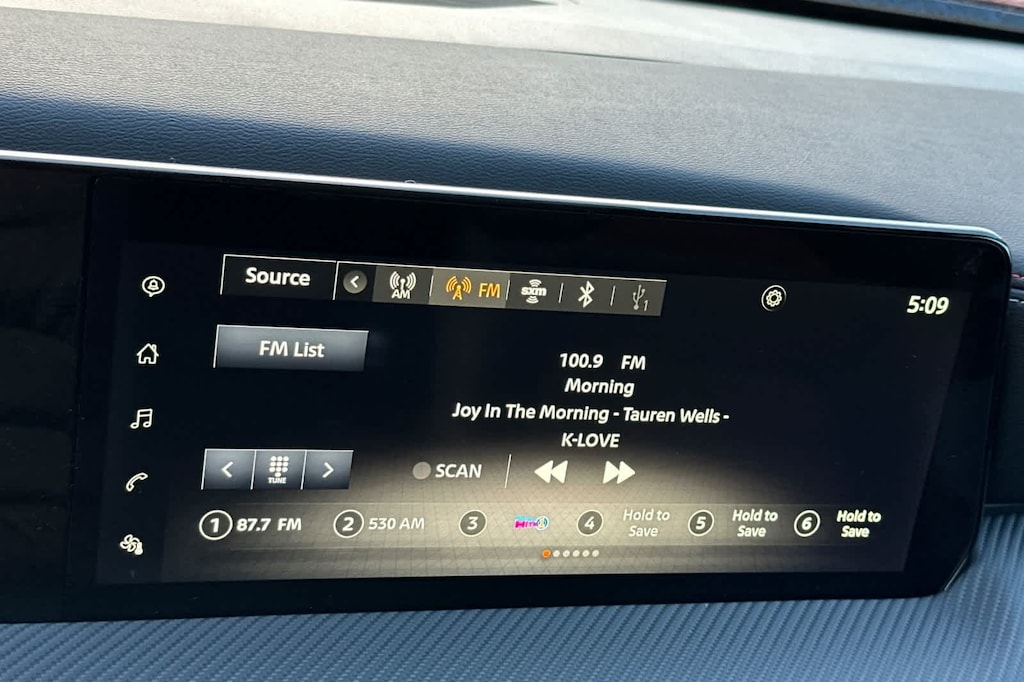 Source
AM
FM
sxm
1
5:09
FM List
100.9 FM
Morning
Joy In The Morning - Tauren Wells -
K-LOVE
TUNE
SCAN
1 87.7 FM
2 530 AM
3
4 Hold to Save
5 Hold to Save
6 Hold to Save